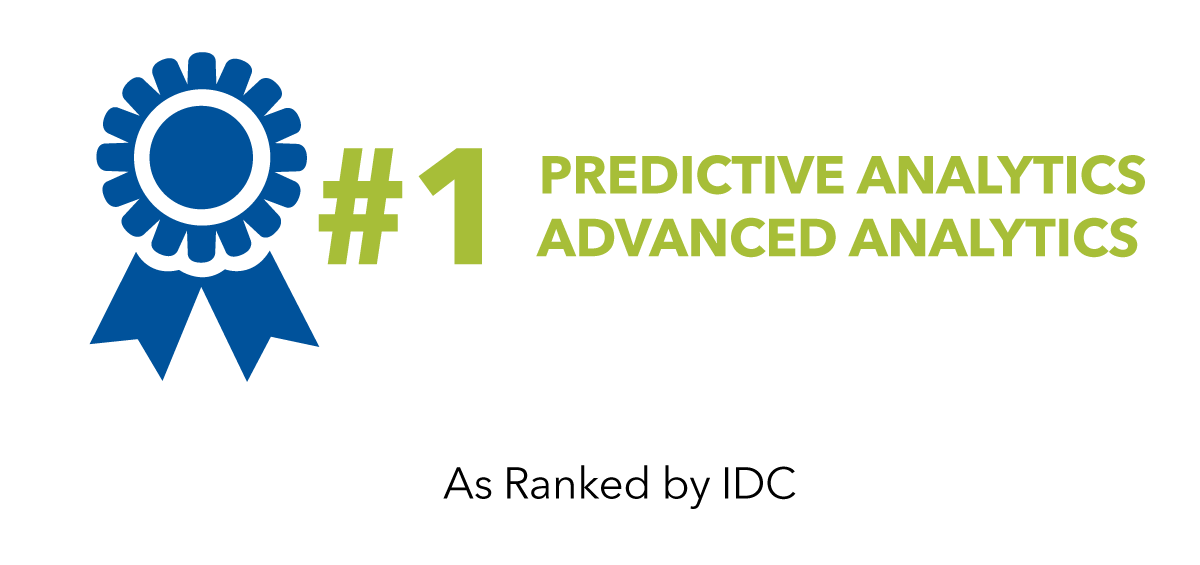 #1
PREDICTIVE ANALYTICS
ADVANCED ANALYTICS
As Ranked by IDC